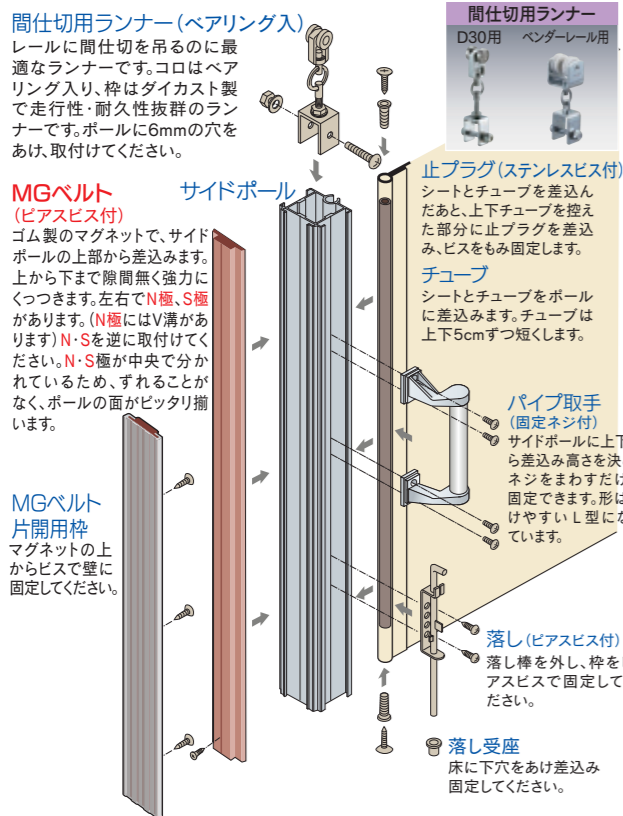 間仕切用ランナー(ベアリング入)
レールに間仕切を吊るのに最
適なランナーです。コロはベア
リング入り、枠はダイカスト製
で走行性・耐久性抜群のラン
ナーです。ポールに6mmの穴を
あけ、取付けてください。
間仕切用ランナー
D30用
ベンダーレール用
MGベルト
(ピアスビス付)
ゴム製のマグネットで、サイド
ポールの上部から差込みます。
上から下まで隙間無く強力に
くっつきます。左右でN極、S極
があります。(N極にはV溝があ
ります)N・Sを逆に取付けてく
ださい。N・S極が中央で分か
れているため、ずれることが
なく、ポールの面がピッタリ揃
います。
サイドポール
止プラグ(ステンレスビス付)
シートとチューブを差込ん
だあと、上下チューブを控え
た部分に止プラグを差込
み、ビスをもみ固定します。
チューブ
シートとチューブをポール
に差込みます。チューブは
上下5cmずつ短くします。
パイプ取手
(固定ネジ付)
サイドポールに上下
ら差込み高さを決
ネジをまわすだけ
固定できます。形は
けやすいL型にな
ています。
MGベルト
片開用枠
マグネットの上
からビスで壁に
固定してください。
落し(ピアスビス付)
落し棒を外し、枠を
アスビスで固定して
ださい。
落し受座
床に下穴をあけ差込み
固定してください。